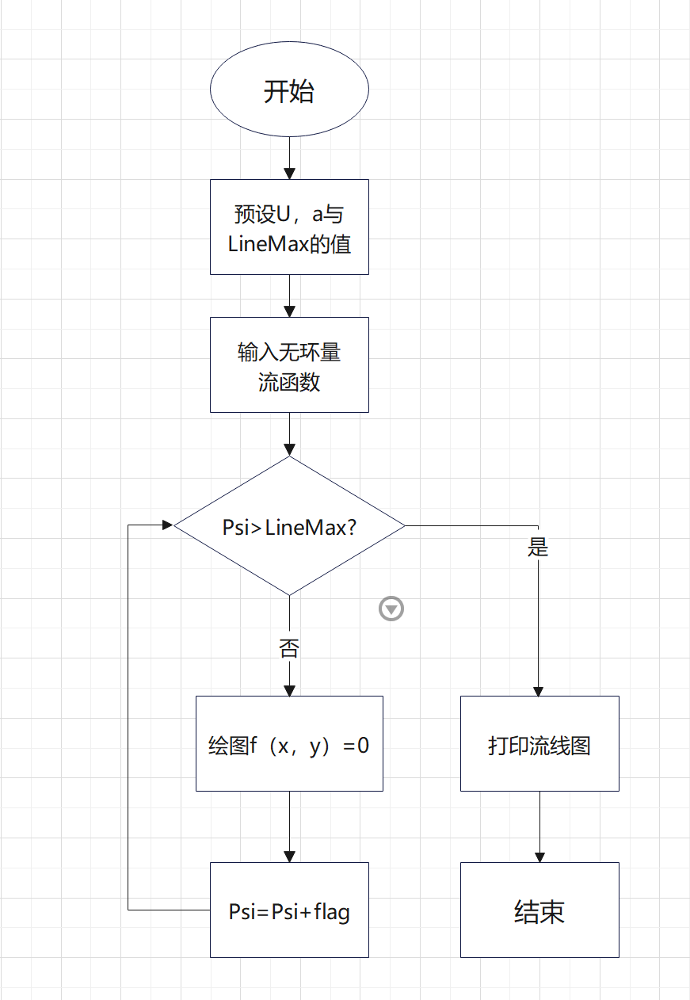 开始
预设U，a与
LineMax的值
输入无环量
流函数
Psi>LineMax?
是
否
绘图f（x，y）=0
打印流线图
Psi=Psi+flag
结束